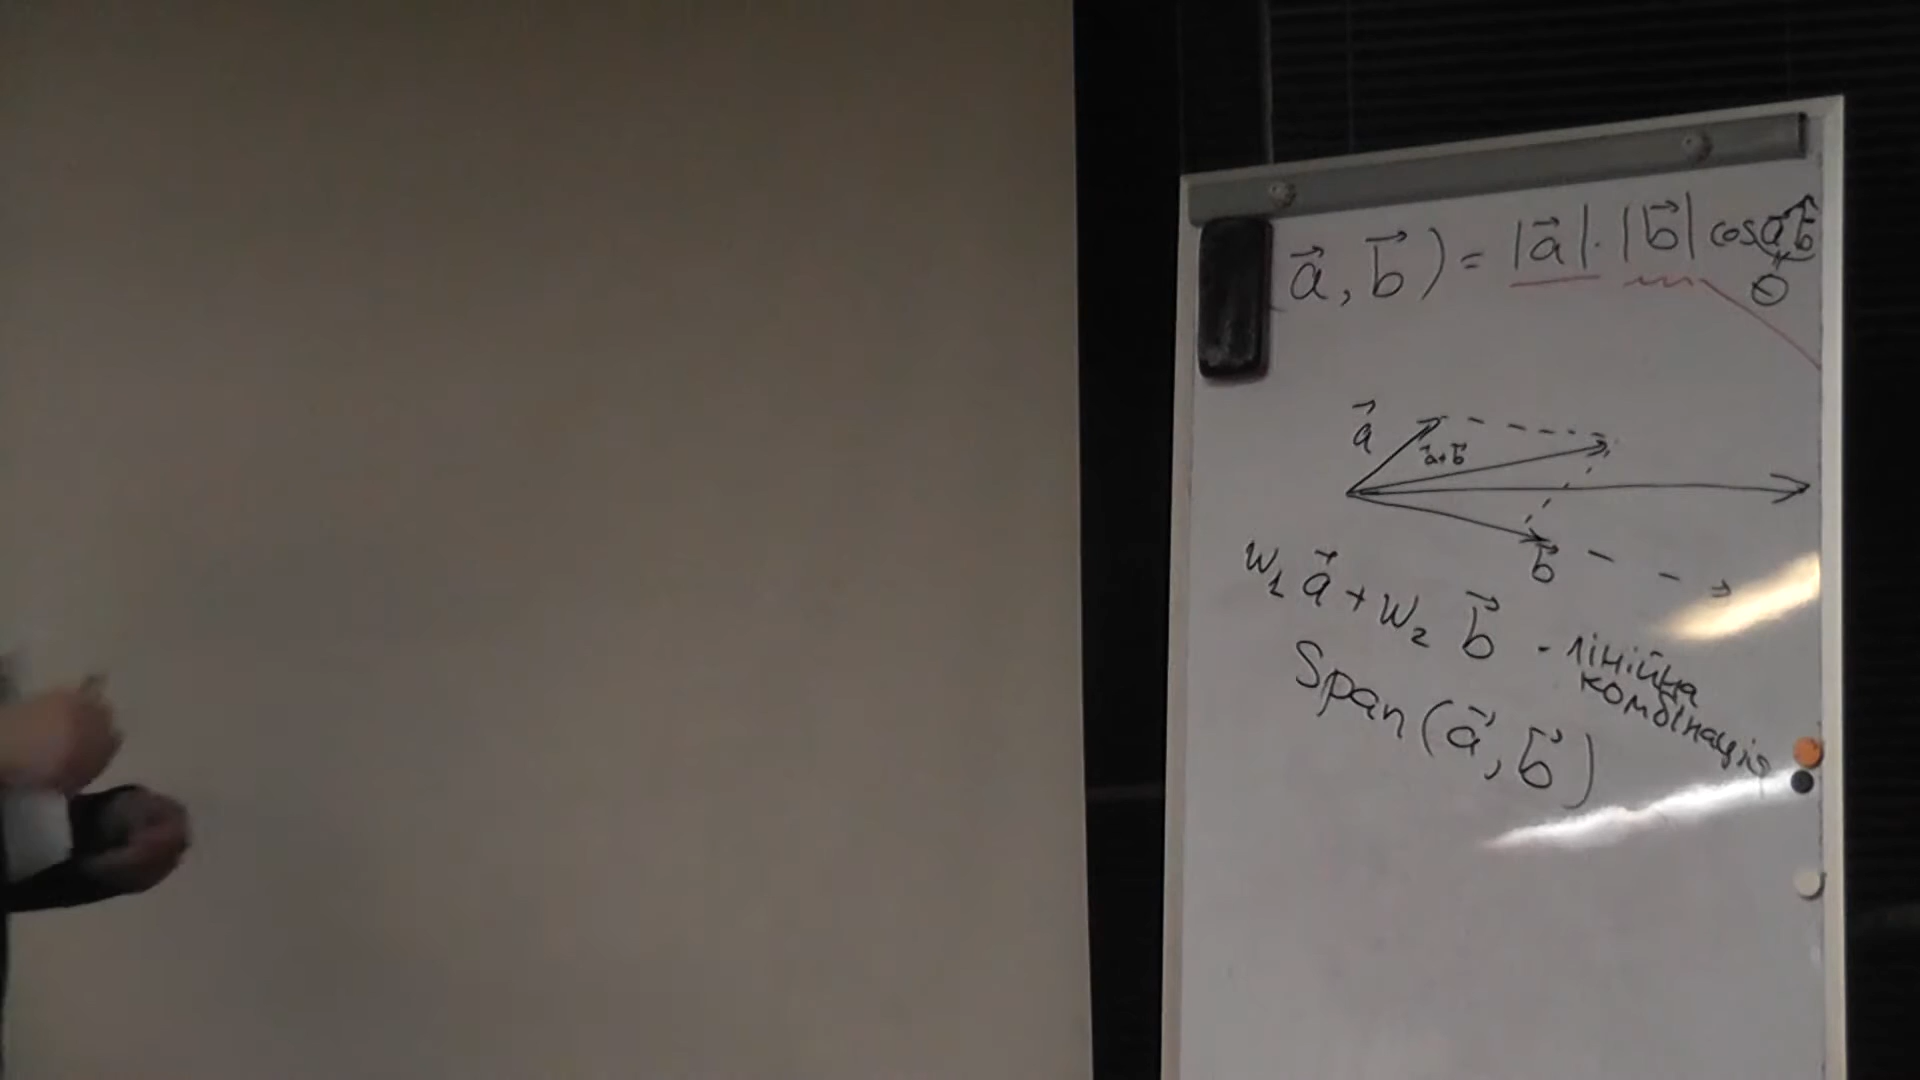 a⃗, b⃗) = |a⃗|·|b⃗| cos a⃗b⃗
θ
a⃗
a⃗+b⃗
b⃗
w₁ a⃗ + w₂ b⃗ - лінійна
комбінація
Span(a⃗, b⃗)